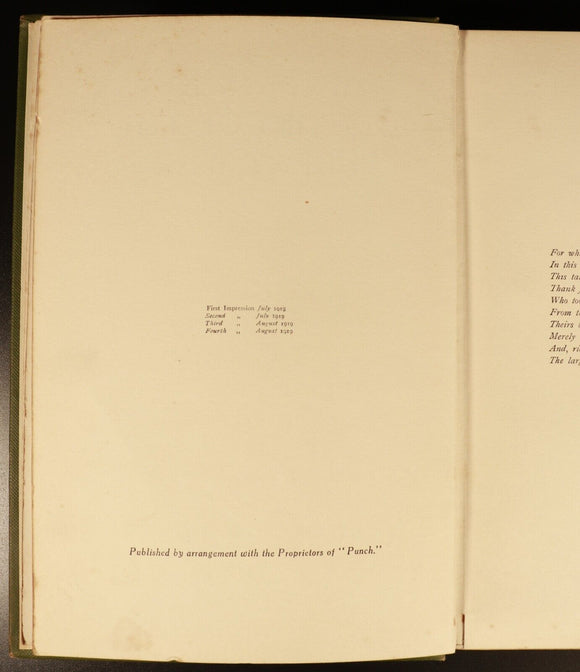 First Impression July 1919
Second „ July 1919
Third „ August 1919
Fourth „ August 1919
Published by arrangement with the Proprietors of “Punch.”
For
In this
This
Thank
Who
From
Theirs
Merely
And,
The